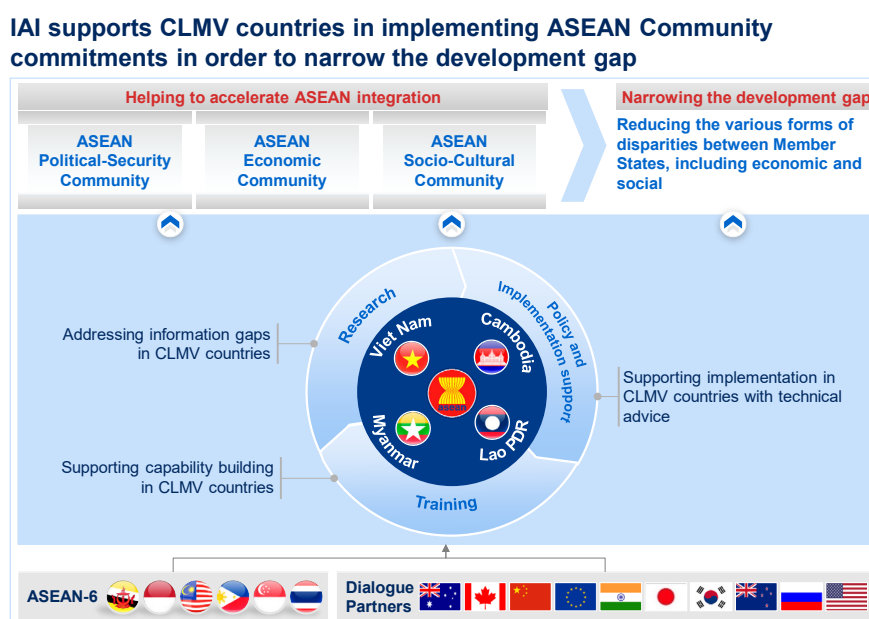 IAI supports CLMV countries in implementing ASEAN Community
commitments in order to narrow the development gap
Helping to accelerate ASEAN integration
Narrowing the development gap
ASEAN
Political-Security
Community
ASEAN
Economic
Community
ASEAN
Socio-Cultural
Community
Reducing the various forms of
disparities between Member
States, including economic and
social
Research
Policy and
Implementation support
Training
Viet Nam
Cambodia
Myanmar
Lao PDR
asean
Addressing information gaps
in CLMV countries
Supporting capability building
in CLMV countries
Supporting implementation in
CLMV countries with technical
advice
ASEAN-6
Dialogue
Partners